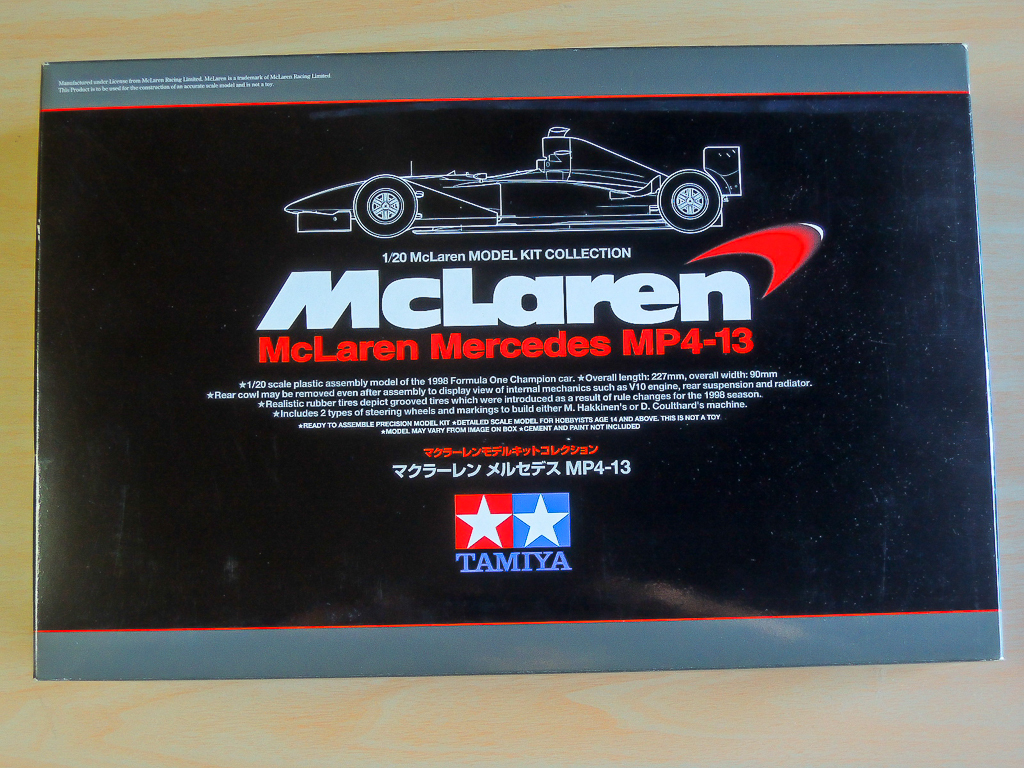 Manufactured under License from McLaren Racing Limited. McLaren is a trademark of McLaren Racing Limited.
This Product is to be used for the construction of an accurate scale model and is not a toy.
1/20 McLaren MODEL KIT COLLECTION
McLaren
McLaren Mercedes MP4-13
★1/20 scale plastic assembly model of the 1998 Formula One Champion car. ★Overall length: 227mm, overall width: 90mm
★Rear cowl may be removed even after assembly to display view of internal mechanics such as V10 engine, rear suspension and radiator.
★Realistic rubber tires depict grooved tires which were introduced as a result of rule changes for the 1998 season.
★Includes 2 types of steering wheels and markings to build either M. Hakkinen's or D. Coulthard's machine.
★READY TO ASSEMBLE PRECISION MODEL KIT ★DETAILED SCALE MODEL FOR HOBBYISTS AGE 14 AND ABOVE. THIS IS NOT A TOY
★MODEL MAY VARY FROM IMAGE ON BOX ★CEMENT AND PAINT NOT INCLUDED
マクラーレンモデルキットコレクション
マクラーレン メルセデス MP4-13
TAMIYA